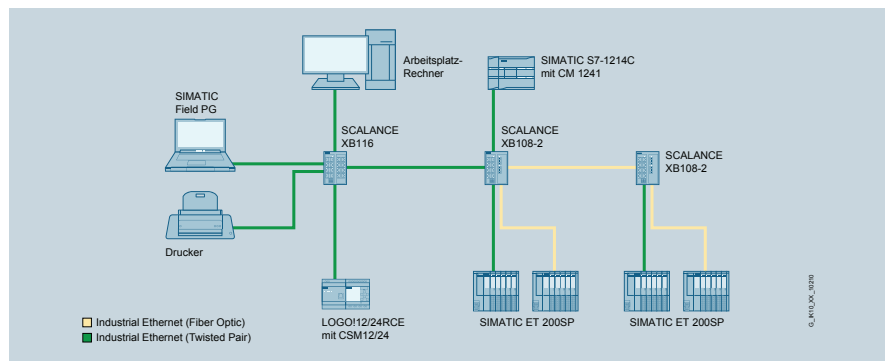 Arbeitsplatz-
Rechner
SIMATIC S7-1214C
mit CM 1241
SIMATIC
Field PG
SCALANCE
XB116
SCALANCE
XB108-2
SCALANCE
XB108-2
Drucker
LOGO!12/24RCE
mit CSM12/24
SIMATIC ET 200SP
SIMATIC ET 200SP
Industrial Ethernet (Fiber Optic)
Industrial Ethernet (Twisted Pair)
G_IK10_XX_10210